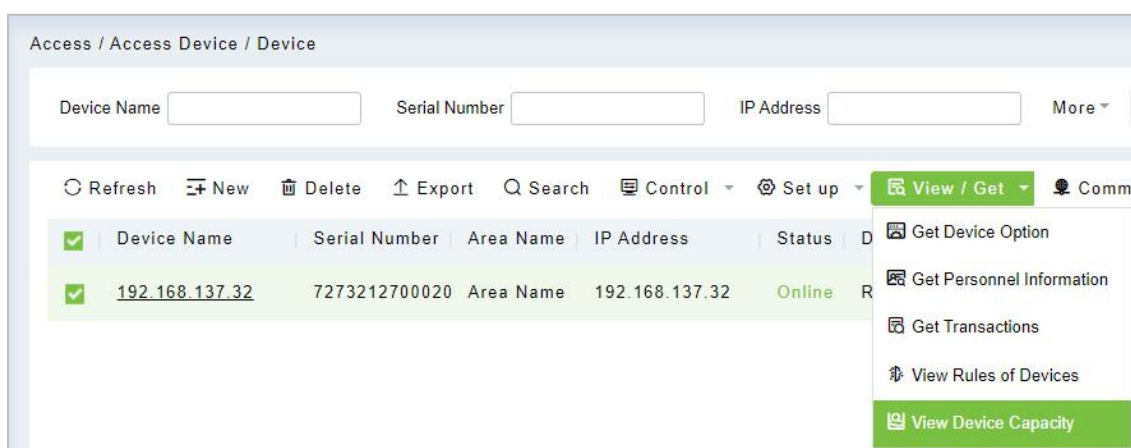 Access / Access Device / Device
Device Name Serial Number IP Address More
Refresh New Delete Export Search Control Set up View / Get Comm
Device Name Serial Number Area Name IP Address Status D
192.168.137.32 7273212700020 Area Name 192.168.137.32 Online R
Get Device Option
Get Personnel Information
Get Transactions
View Rules of Devices
View Device Capacity